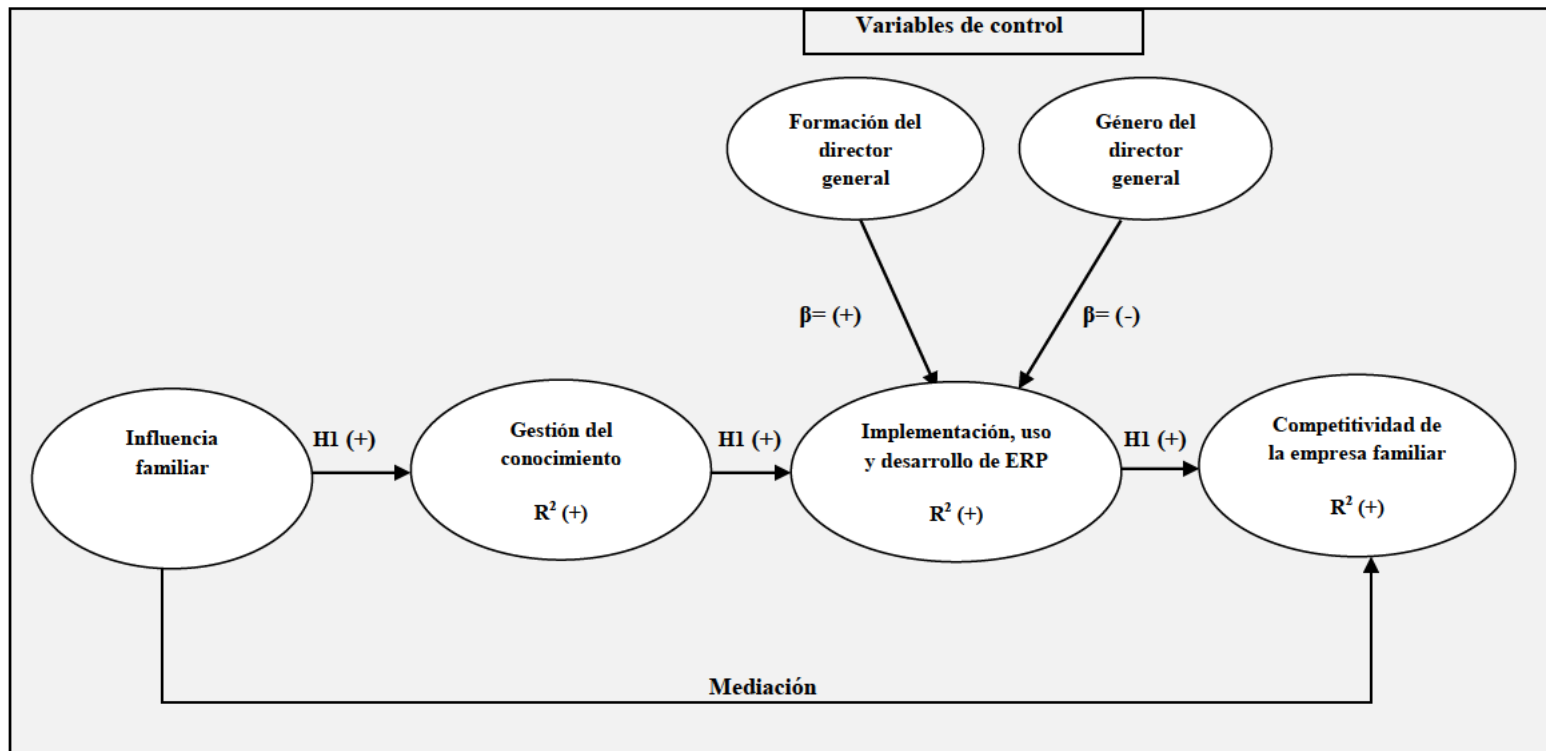 Variables de control
Formación del
director
general
Género del
director
general
β= (+)
β= (-)
Influencia
familiar
H1 (+)
Gestión del
conocimiento
R² (+)
H1 (+)
Implementación, uso
y desarrollo de ERP
R² (+)
H1 (+)
Competitividad de
la empresa familiar
R² (+)
Mediación